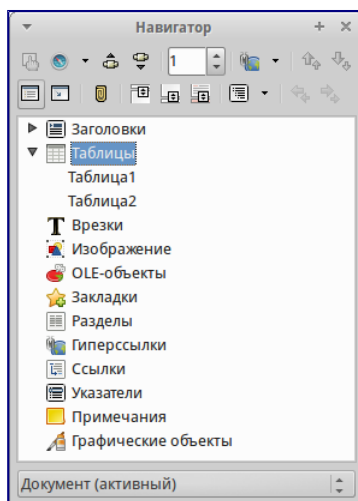 Навигатор
1
Заголовки
Таблицы
Таблица1
Таблица2
Врезки
Изображение
OLE-объекты
Закладки
Разделы
Гиперссылки
Ссылки
Указатели
Примечания
Графические объекты
Документ (активный)